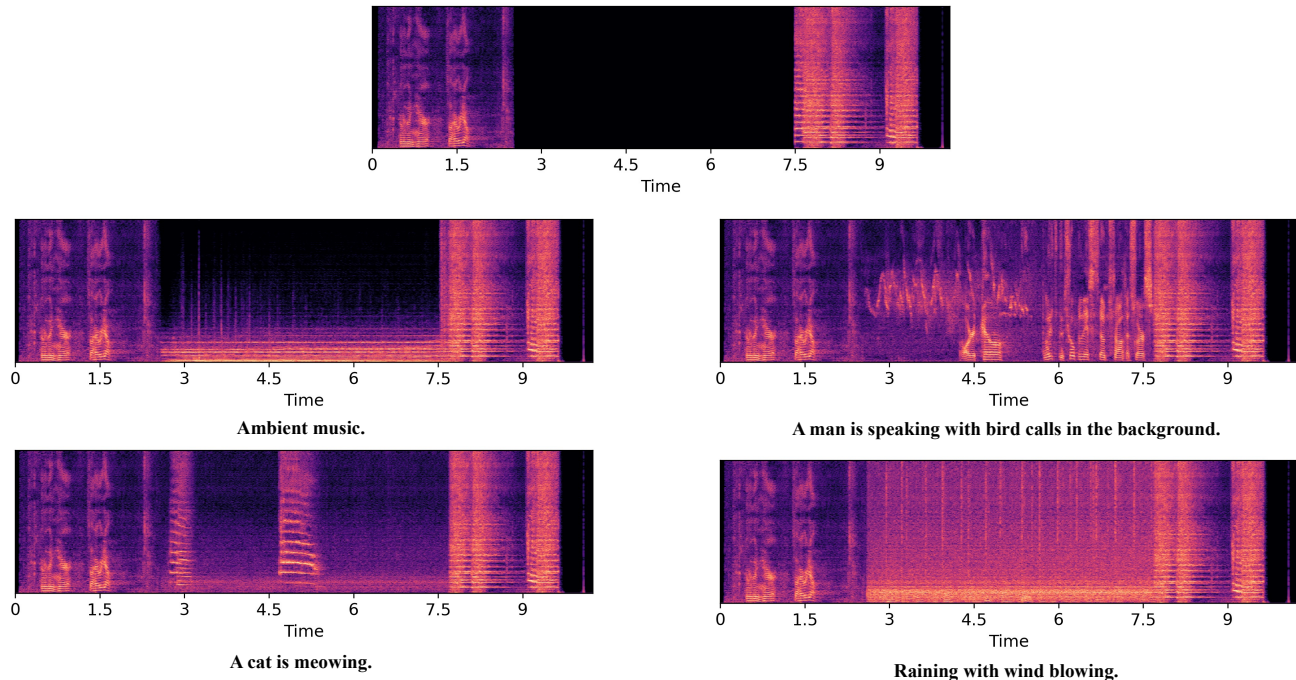 0 1.5 3 4.5 6 7.5 9
Time
0 1.5 3 4.5 6 7.5 9
Time
Ambient music.
0 1.5 3 4.5 6 7.5 9
Time
A man is speaking with bird calls in the background.
0 1.5 3 4.5 6 7.5 9
Time
A cat is meowing.
0 1.5 3 4.5 6 7.5 9
Time
Raining with wind blowing.